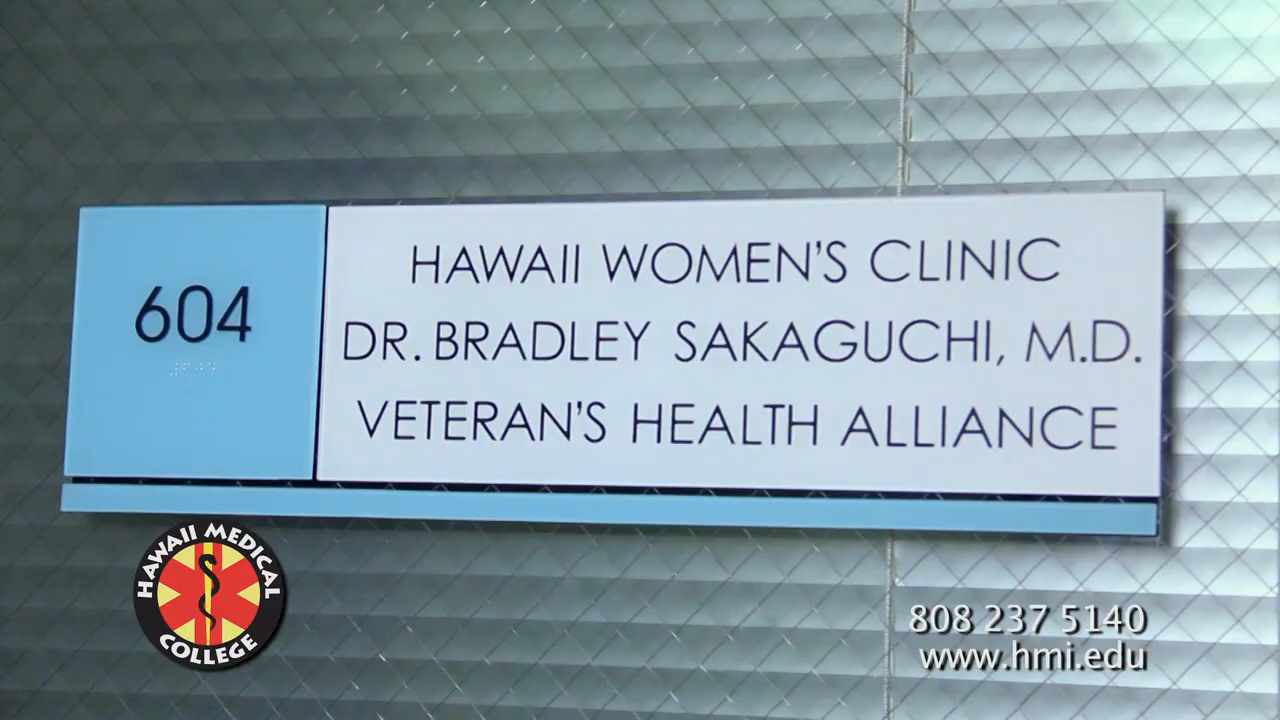 604
HAWAII WOMEN'S CLINIC
DR. BRADLEY SAKAGUCHI, M.D.
VETERAN'S HEALTH ALLIANCE
HAWAII MEDICAL
COLLEGE
808 237 5140
www.hmi.edu